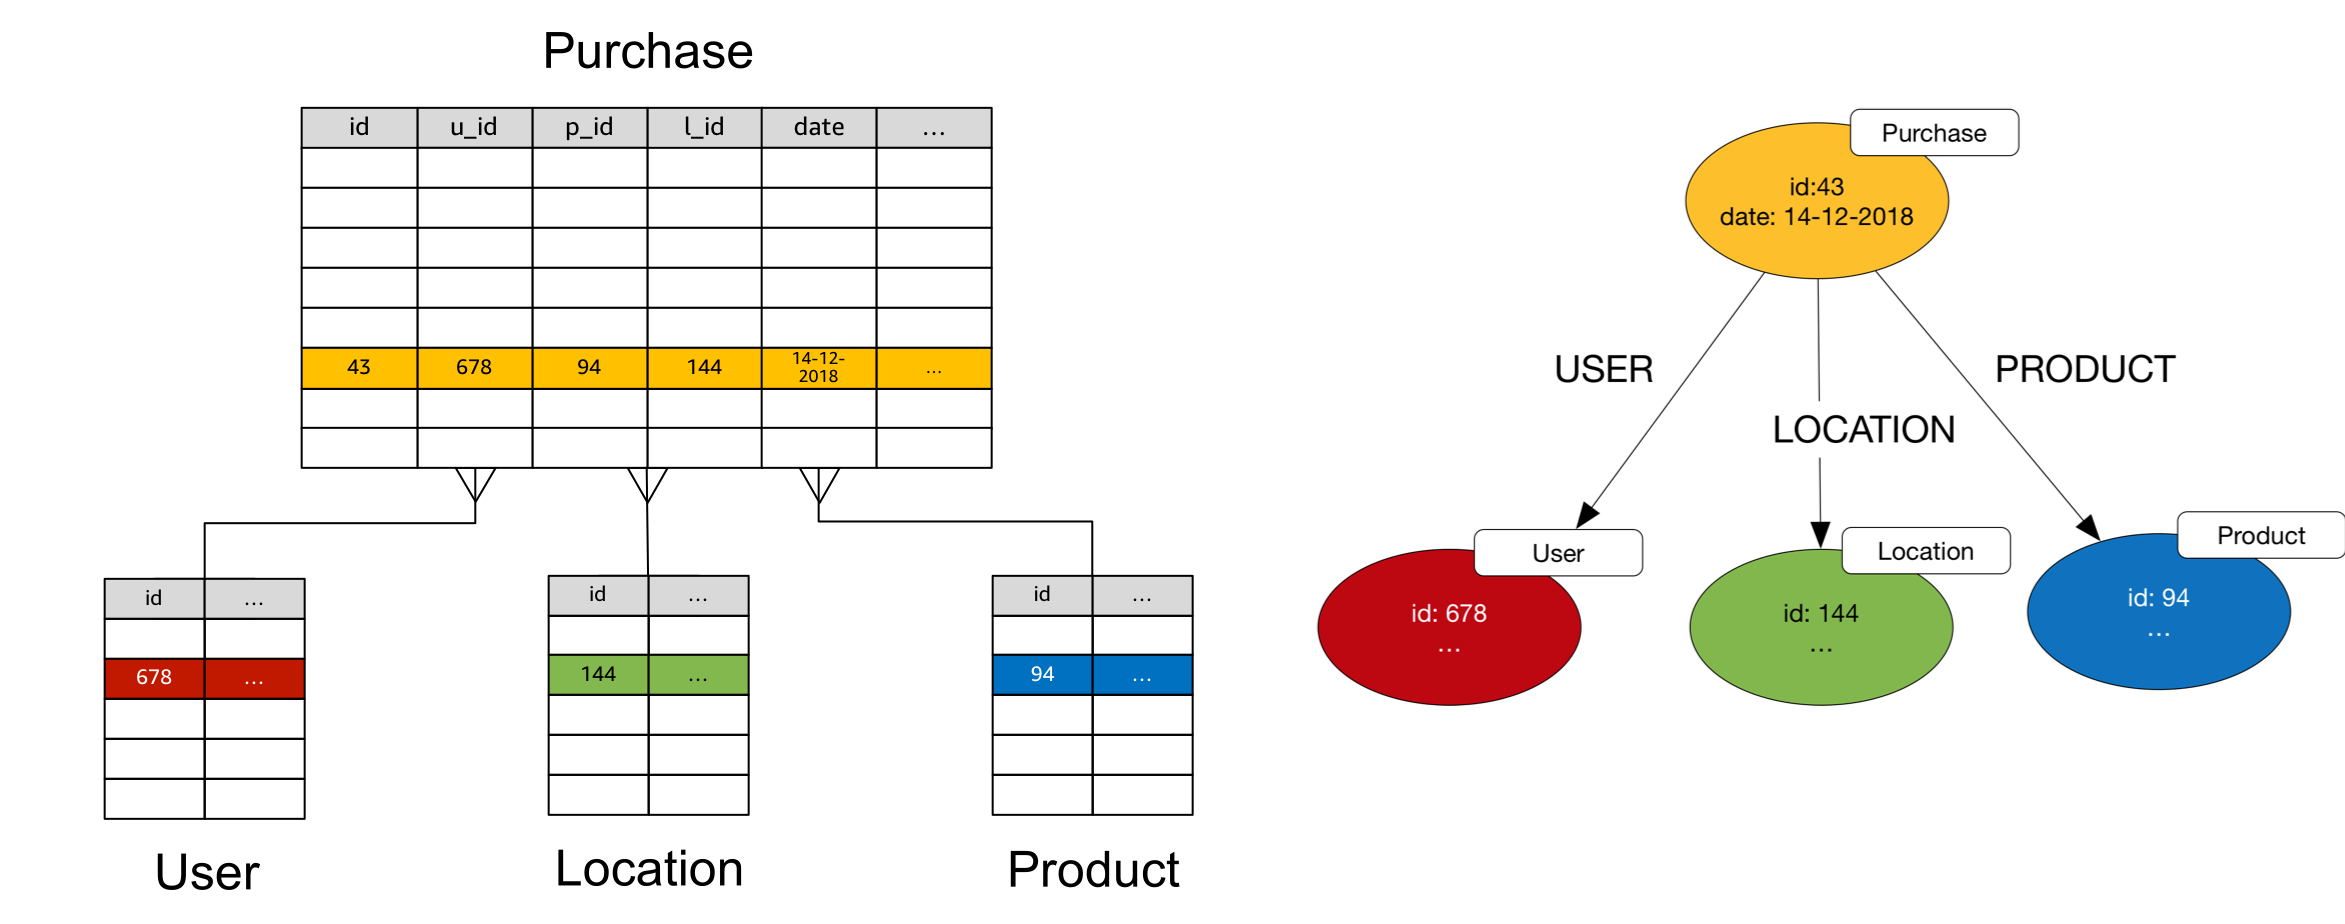 Purchase
id u_id p_id l_id date ...
43 678 94 144 14-12-
2018 ...
id ...
678 ...
User
id ...
144 ...
Location
id ...
94 ...
Product
Purchase
id:43
date: 14-12-2018
USER
LOCATION
PRODUCT
User
id: 678
...
Location
id: 144
...
Product
id: 94
...